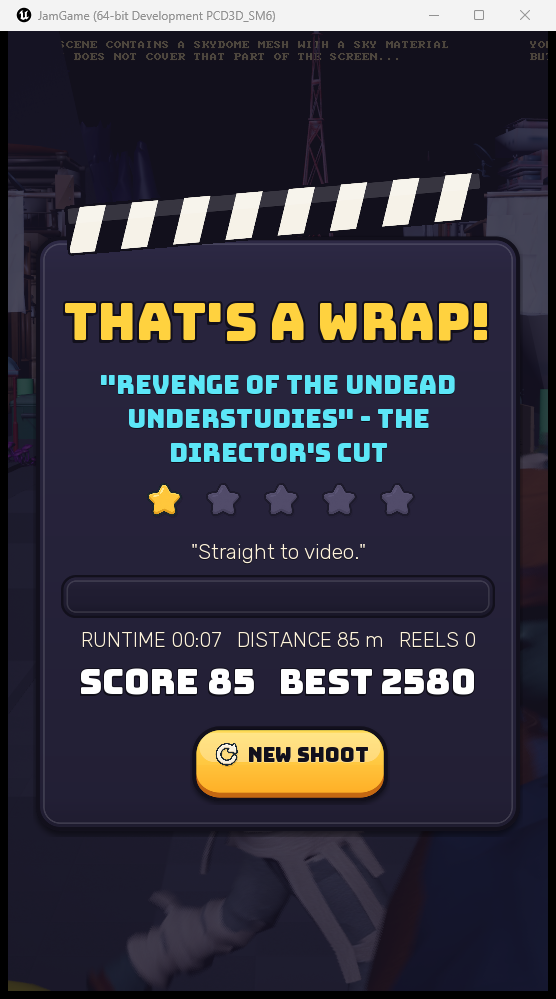 JamGame (64-bit Development PCD3D_SM6)
SCENE CONTAINS A SKYDOME MESH WITH A SKY MATERIAL
DOES NOT COVER THAT PART OF THE SCREEN...
YO
BU
THAT'S A WRAP!
"REVENGE OF THE UNDEAD
UNDERSTUDIES" - THE
DIRECTOR'S CUT
"Straight to video."
RUNTIME 00:07 DISTANCE 85 m REELS 0
SCORE 85 BEST 2580
NEW SHOOT